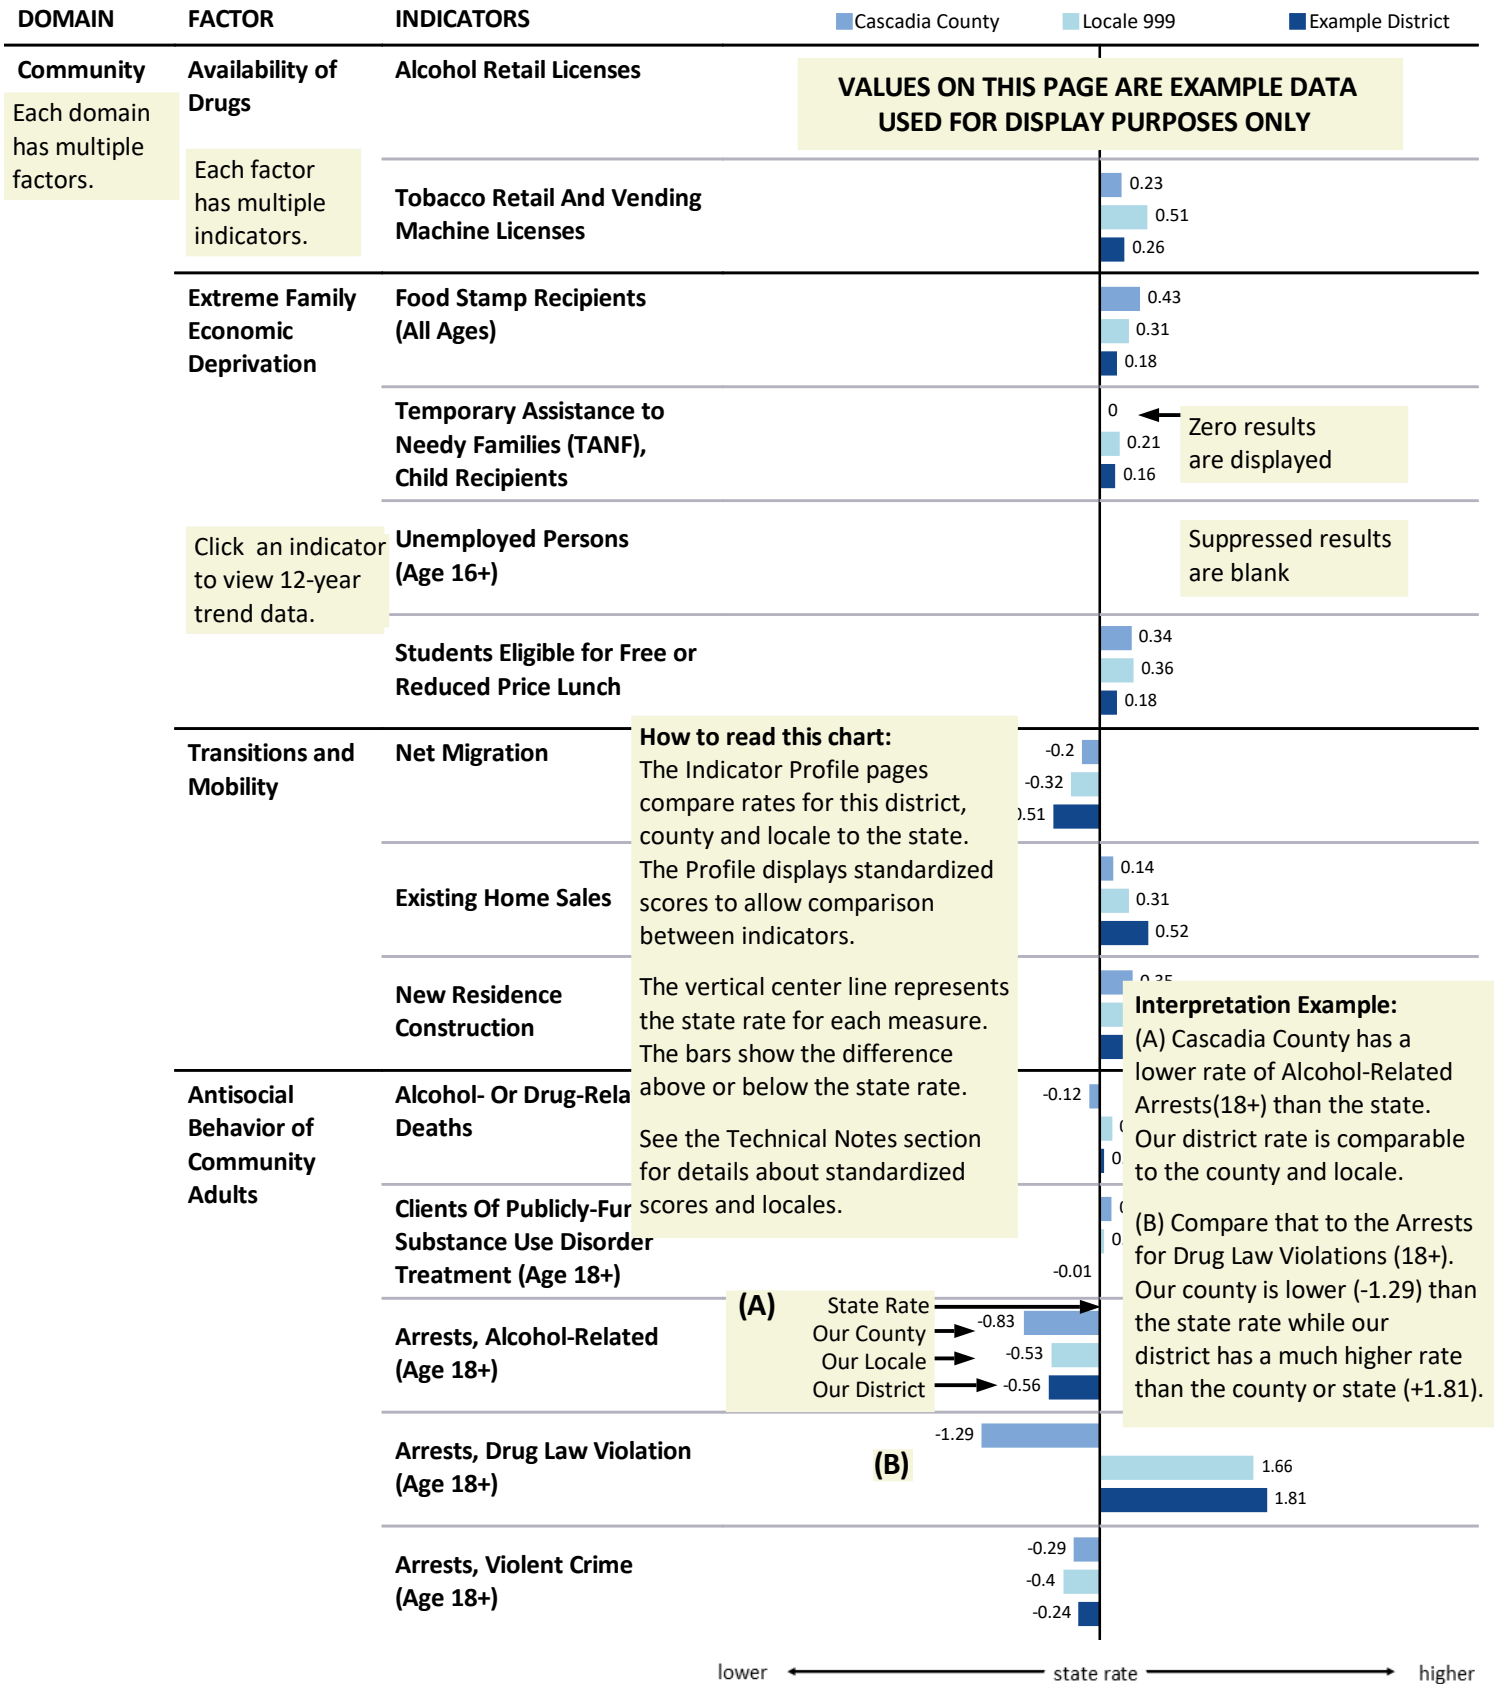 DOMAIN FACTOR INDICATORS Cascadia County Locale 999 Example District
Community
Each domain
has multiple
factors.
Availability of
Drugs
Each factor
has multiple
indicators.
Alcohol Retail Licenses
VALUES ON THIS PAGE ARE EXAMPLE DATA
USED FOR DISPLAY PURPOSES ONLY
Tobacco Retail And Vending
Machine Licenses
0.23
0.51
0.26
Extreme Family
Economic
Deprivation
Food Stamp Recipients
(All Ages)
0.43
0.31
0.18
Temporary Assistance to
Needy Families (TANF),
Child Recipients
0
0.21
0.16
Zero results
are displayed
Click an indicator
to view 12-year
trend data.
Unemployed Persons
(Age 16+)
Suppressed results
are blank
Students Eligible for Free or
Reduced Price Lunch
0.34
0.36
0.18
Transitions and
Mobility
Net Migration
-0.2
-0.32
.51
How to read this chart:
The Indicator Profile pages
compare rates for this district,
county and locale to the state.
The Profile displays standardized
scores to allow comparison
between indicators.
The vertical center line represents
the state rate for each measure.
The bars show the difference
above or below the state rate.
See the Technical Notes section
for details about standardized
scores and locales.
Existing Home Sales
0.14
0.31
0.52
New Residence
Construction
Interpretation Example:
(A) Cascadia County has a
lower rate of Alcohol-Related
Arrests(18+) than the state.
Our district rate is comparable
to the county and locale.
(B) Compare that to the Arrests
for Drug Law Violations (18+).
Our county is lower (-1.29) than
the state rate while our
district has a much higher rate
than the county or state (+1.81).
Antisocial
Behavior of
Community
Adults
Alcohol- Or Drug-Rela
Deaths
-0.12
0.
Clients Of Publicly-Fur
Substance Use Disorder
Treatment (Age 18+)
0.
-0.01
Arrests, Alcohol-Related
(Age 18+)
(A) State Rate
Our County -0.83
Our Locale -0.53
Our District -0.56
Arrests, Drug Law Violation
(Age 18+)
(B)
-1.29
1.66
1.81
Arrests, Violent Crime
(Age 18+)
-0.29
-0.4
-0.24
lower state rate higher